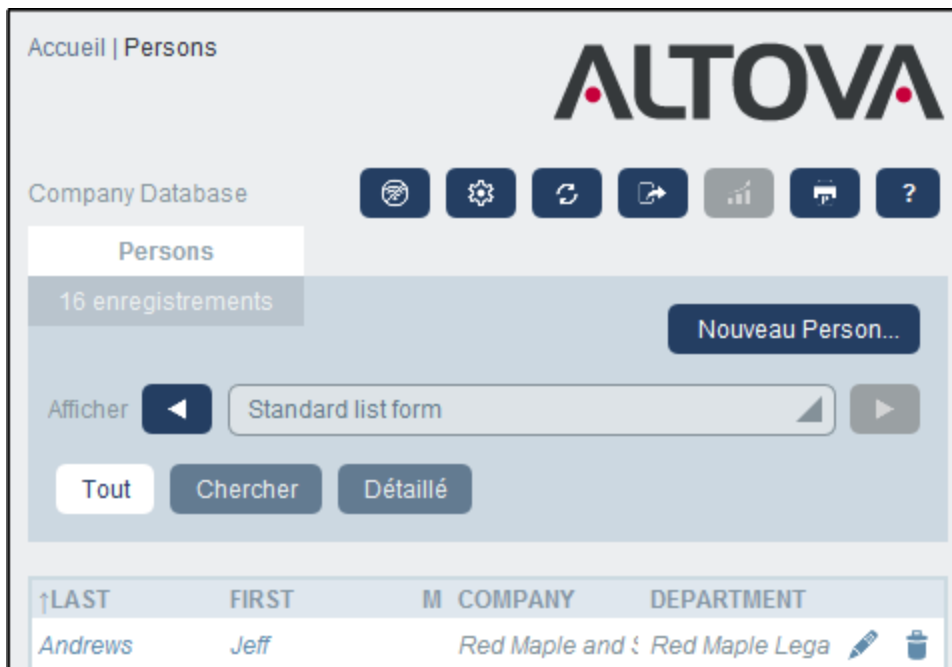 Accueil | Persons
ALTOVA
Company Database
?
Persons
16 enregistrements
Nouveau Person...
Afficher
Standard list form
Tout Chercher Détaillé
↑LAST FIRST M COMPANY DEPARTMENT
Andrews Jeff Red Maple and Red Maple Lega